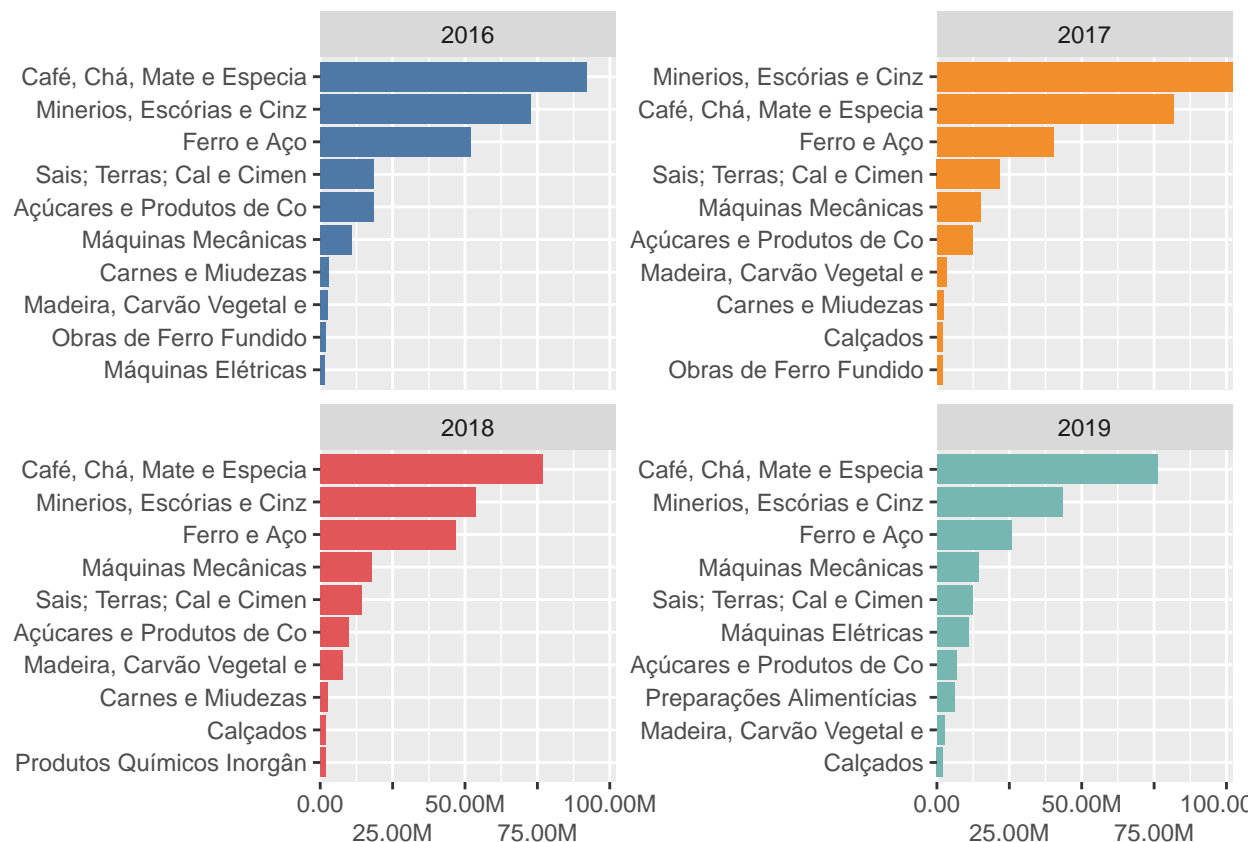 2016
Café, Chá, Mate e Especia
Minerios, Escórias e Cinz
Ferro e Aço
Sais; Terras; Cal e Cimen
Açúcares e Produtos de Co
Máquinas Mecânicas
Carnes e Miudezas
Madeira, Carvão Vegetal e
Obras de Ferro Fundido
Máquinas Elétricas
2017
Minerios, Escórias e Cinz
Café, Chá, Mate e Especia
Ferro e Aço
Sais; Terras; Cal e Cimen
Máquinas Mecânicas
Açúcares e Produtos de Co
Madeira, Carvão Vegetal e
Carnes e Miudezas
Calçados
Obras de Ferro Fundido
2018
Café, Chá, Mate e Especia
Minerios, Escórias e Cinz
Ferro e Aço
Máquinas Mecânicas
Sais; Terras; Cal e Cimen
Açúcares e Produtos de Co
Madeira, Carvão Vegetal e
Carnes e Miudezas
Calçados
Produtos Químicos Inorgân
0.00 50.00M 100.00M
25.00M 75.00M
2019
Café, Chá, Mate e Especia
Minerios, Escórias e Cinz
Ferro e Aço
Máquinas Mecânicas
Sais; Terras; Cal e Cimen
Máquinas Elétricas
Açúcares e Produtos de Co
Preparações Alimentícias
Madeira, Carvão Vegetal e
Calçados
0.00 50.00M 100.00
25.00M 75.00M